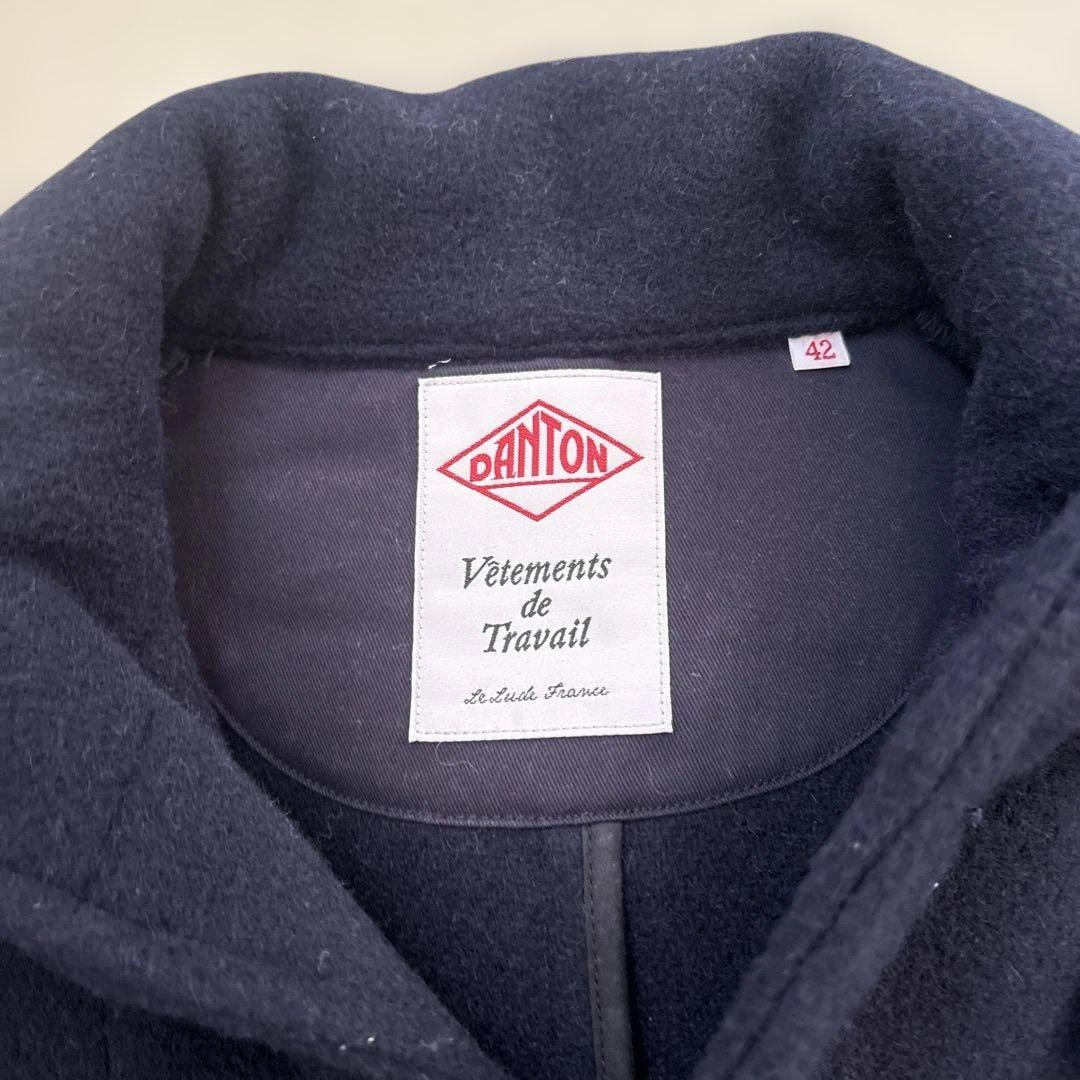 42
DANTON
Vêtements
de
Travail
Le Lude France